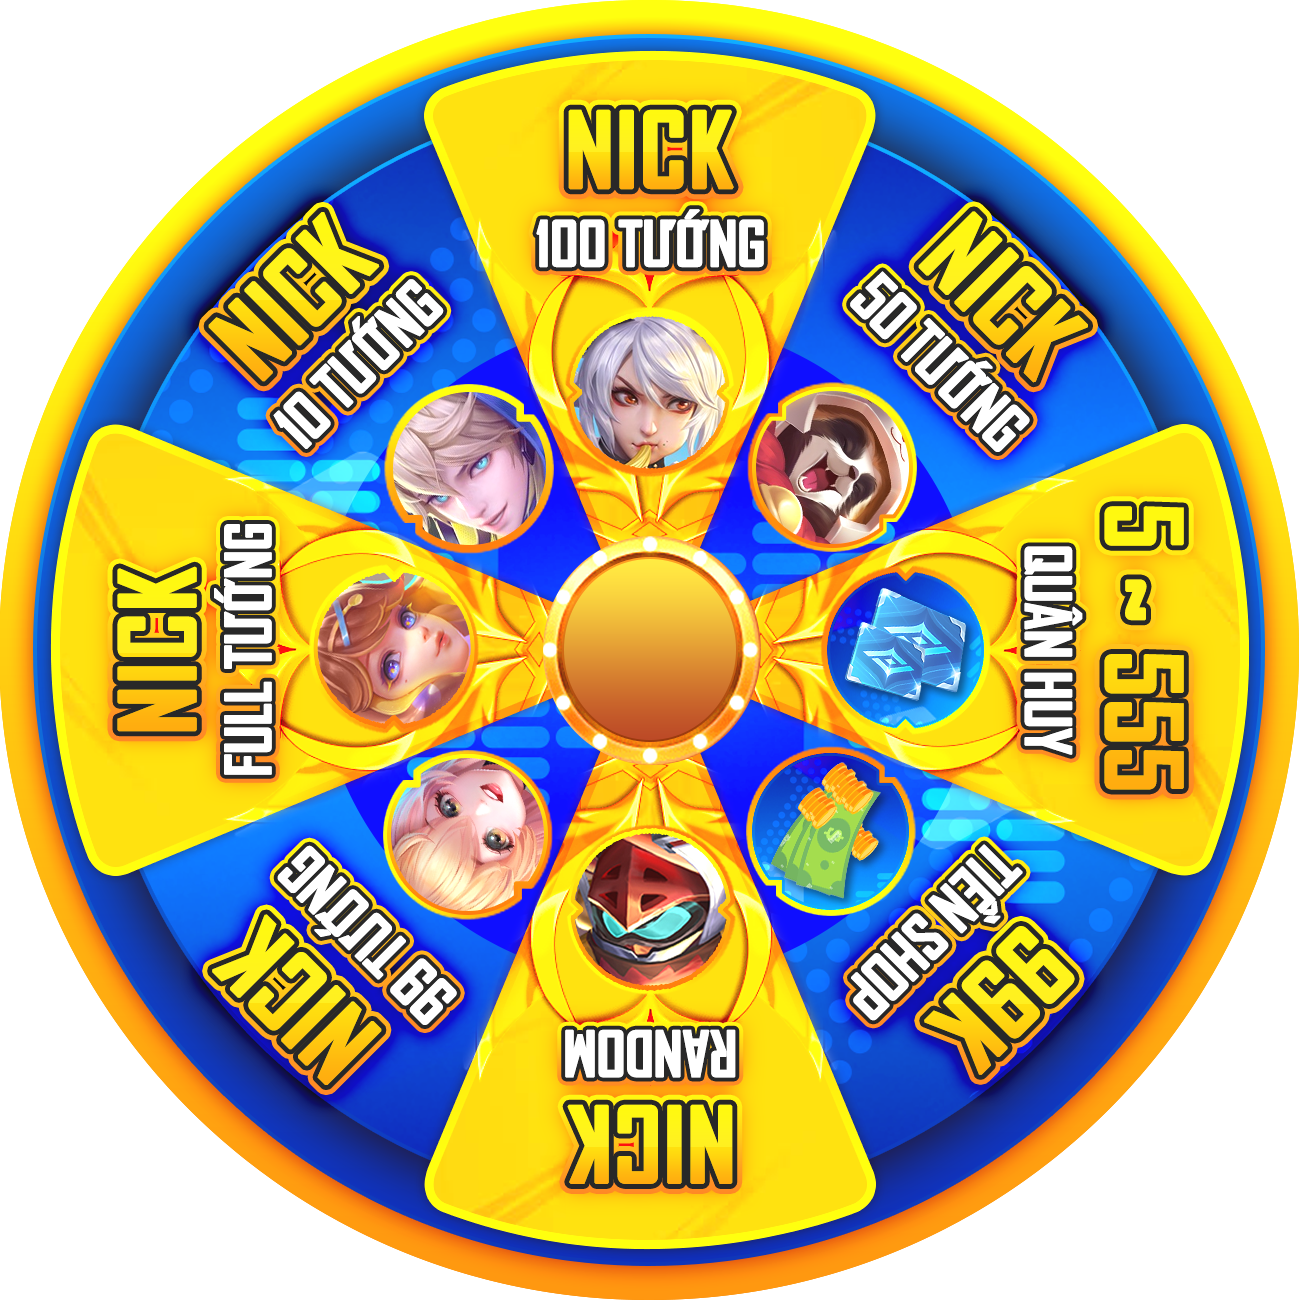 NICK
100 TƯỚNG
NICK
50 TƯỚNG
5 ~ 555
QUÂN HUY
99K
TIỀN SHOP
NICK
RANDOM
NICK
99 TƯỚNG
NICK
FULL TƯỚNG
NICK
10 TƯỚNG